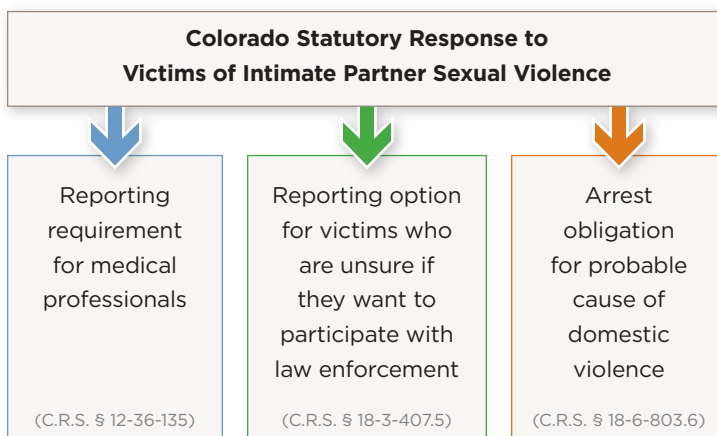 Colorado Statutory Response to
Victims of Intimate Partner Sexual Violence
Reporting
requirement
for medical
professionals
(C.R.S. § 12-36-135)
Reporting option
for victims who
are unsure if
they want to
participate with
law enforcement
(C.R.S. § 18-3-407.5)
Arrest
obligation
for probable
cause of
domestic
violence
(C.R.S. § 18-6-803.6)